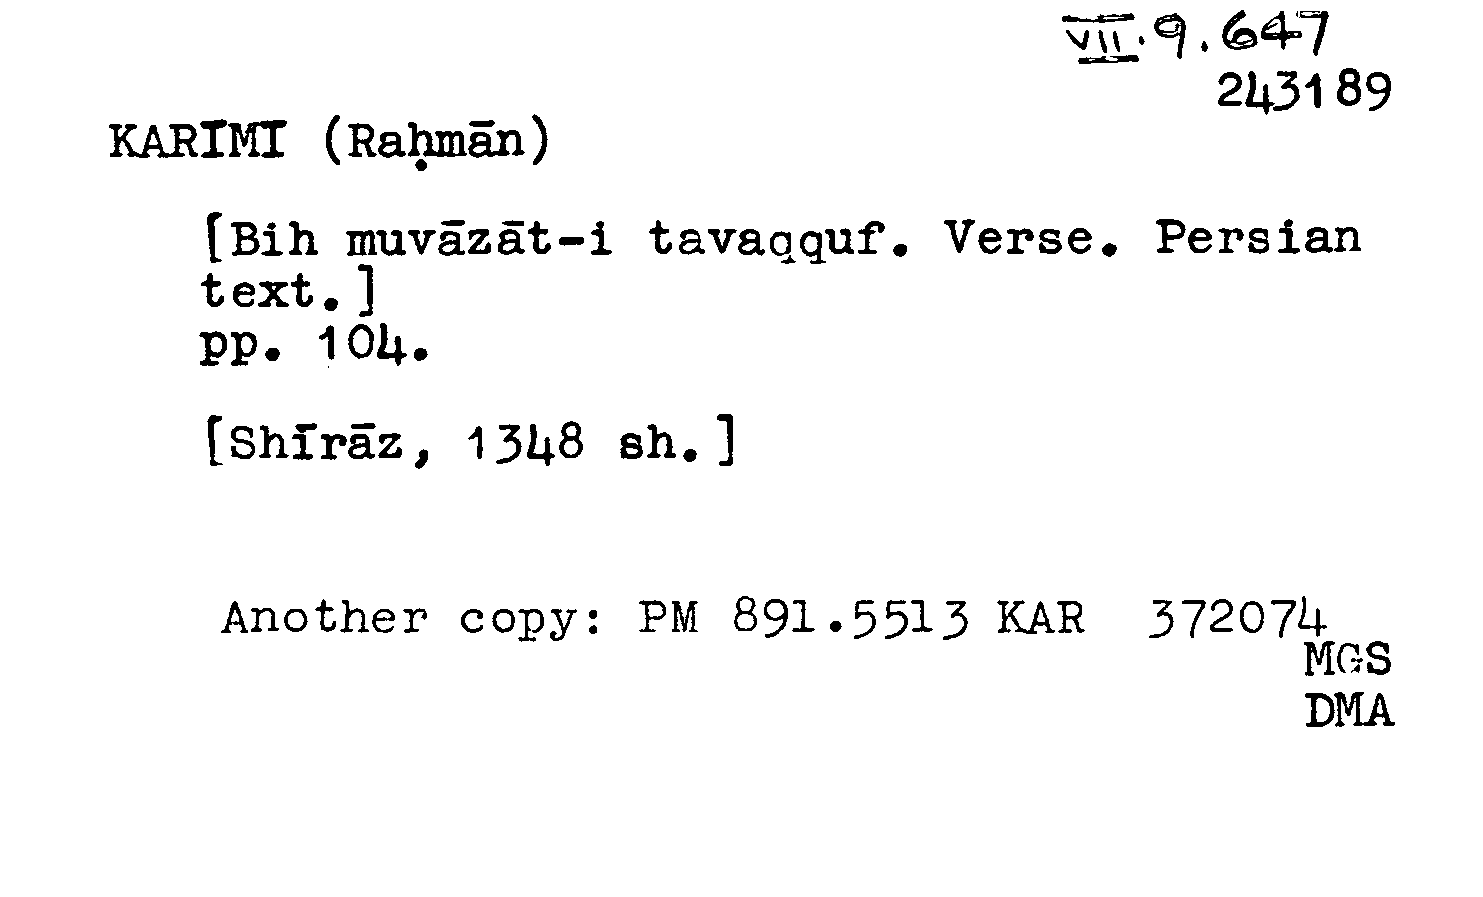 VII.9.647
243189
KARĪMĪ (Raḥmān)
[Bih muvāzāt-i tavaqquf. Verse. Persian
text.]
pp. 104.
[Shīrāz, 1348 sh.]
Another copy: PM 891.5513 KAR 372074
MGS
DMA